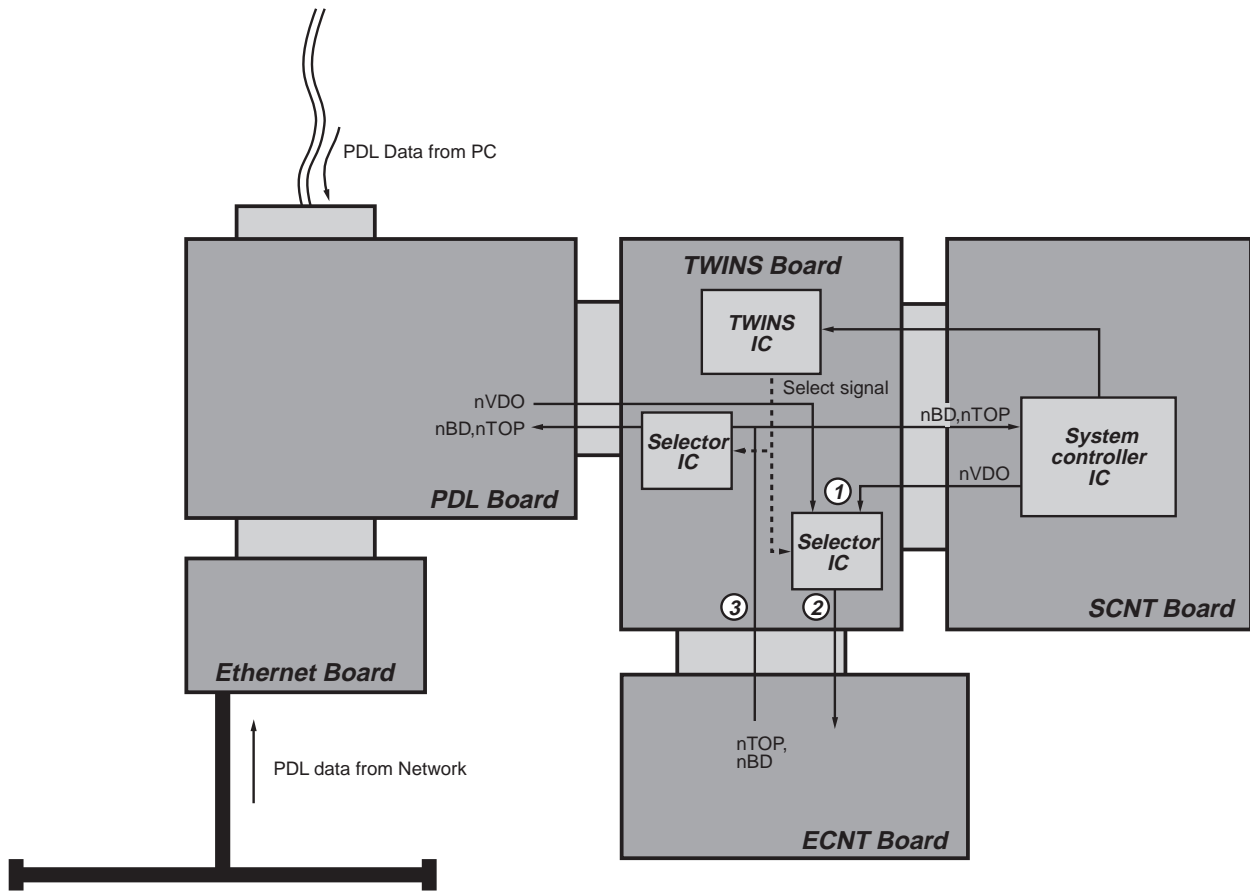 PDL Data from PC
TWINS Board
TWINS
IC
Select signal
nVDO
nBD,nTOP
Selector
IC
nBD,nTOP
System
controller
IC
nVDO
PDL Board
1
Selector
IC
3
2
SCNT Board
Ethernet Board
nTOP,
nBD
PDL data from Network
ECNT Board